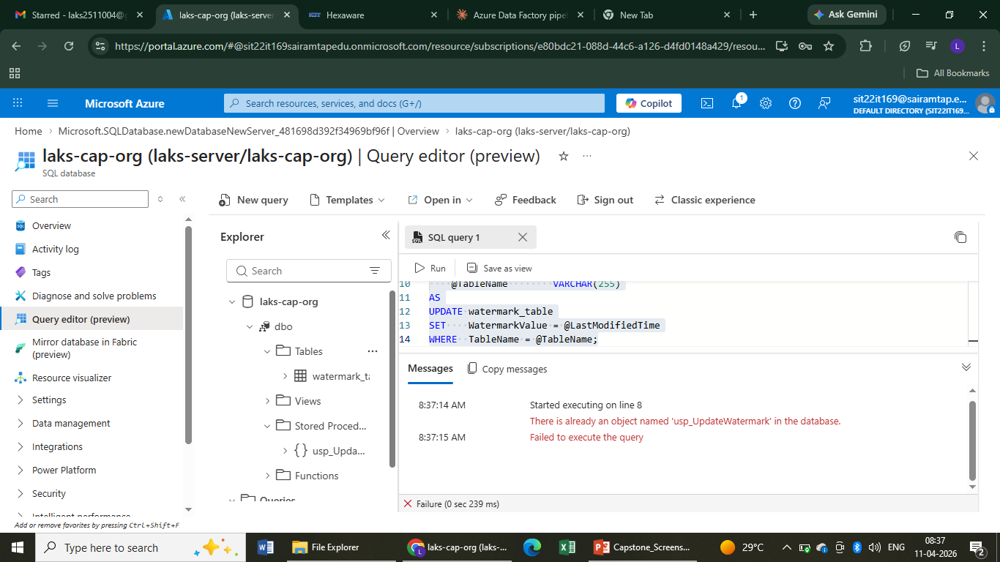 Starred - laks2511004@g
laks-cap-org (laks-server
Hexaware
Azure Data Factory pipel
New Tab
Ask Gemini
https://portal.azure.com/#@sit22it169sairamtapedu.onmicrosoft.com/resource/subscriptions/e80bdc21-088d-44c6-a126-d4fd0148a429/resou...
L
All Bookmarks
Microsoft Azure
Search resources, services, and docs (G+/)
Copilot
1
sit22it169@sairamtap.e...
DEFAULT DIRECTORY (SIT22IT169...
Home > Microsoft.SQLDatabase.newDatabaseNewServer_481698d392f34969bf96f | Overview > laks-cap-org (laks-server/laks-cap-org)
laks-cap-org (laks-server/laks-cap-org) | Query editor (preview)
SQL database
Search
New query
Templates
Open in
Feedback
Sign out
Classic experience
Overview
Activity log
Tags
Diagnose and solve problems
Query editor (preview)
Mirror database in Fabric
(preview)
Resource visualizer
Settings
Data management
Integrations
Power Platform
Security
Intelligent performance
Add or remove favorites by pressing Ctrl+Shift+F
Explorer
Search
laks-cap-org
dbo
Tables
watermark_ta
Views
Stored Proced...
usp_Upda...
Functions
Queries
SQL query 1
Run
Save as view
10 @TableName VARCHAR(255)
11 AS
12 UPDATE watermark_table
13 SET WatermarkValue = @LastModifiedTime
14 WHERE TableName = @TableName;
Messages
Copy messages
8:37:14 AM Started executing on line 8
There is already an object named 'usp_UpdateWatermark' in the database.
8:37:15 AM Failed to execute the query
Failure (0 sec 239 ms)
Type here to search
File Explorer
laks-cap-org (laks-...
Capstone_Screens...
29°C
ENG
08:37
11-04-2026
2